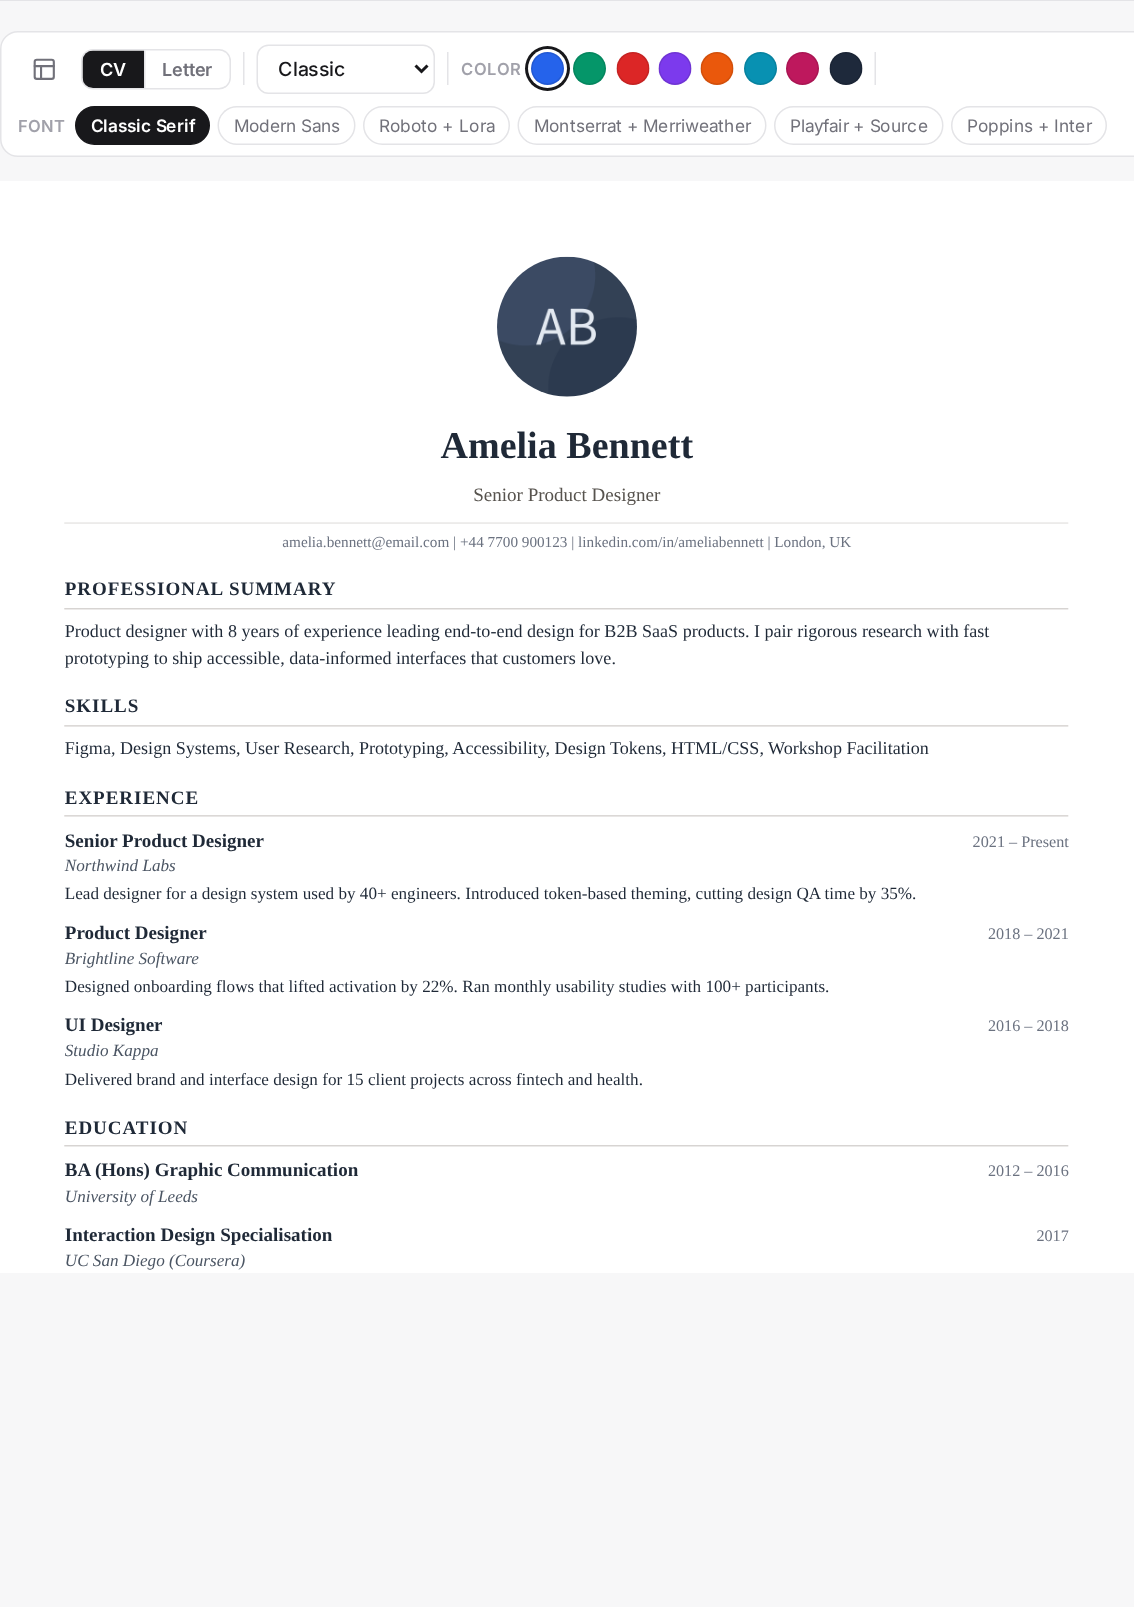 CV Letter Classic COLOR
FONT Classic Serif Modern Sans Roboto + Lora Montserrat + Merriweather Playfair + Source Poppins + Inter
AB
Amelia Bennett
Senior Product Designer
amelia.bennett@email.com | +44 7700 900123 | linkedin.com/in/ameliabennett | London, UK
PROFESSIONAL SUMMARY
Product designer with 8 years of experience leading end-to-end design for B2B SaaS products. I pair rigorous research with fast
prototyping to ship accessible, data-informed interfaces that customers love.
SKILLS
Figma, Design Systems, User Research, Prototyping, Accessibility, Design Tokens, HTML/CSS, Workshop Facilitation
EXPERIENCE
Senior Product Designer 2021 – Present
Northwind Labs
Lead designer for a design system used by 40+ engineers. Introduced token-based theming, cutting design QA time by 35%.
Product Designer 2018 – 2021
Brightline Software
Designed onboarding flows that lifted activation by 22%. Ran monthly usability studies with 100+ participants.
UI Designer 2016 – 2018
Studio Kappa
Delivered brand and interface design for 15 client projects across fintech and health.
EDUCATION
BA (Hons) Graphic Communication 2012 – 2016
University of Leeds
Interaction Design Specialisation 2017
UC San Diego (Coursera)